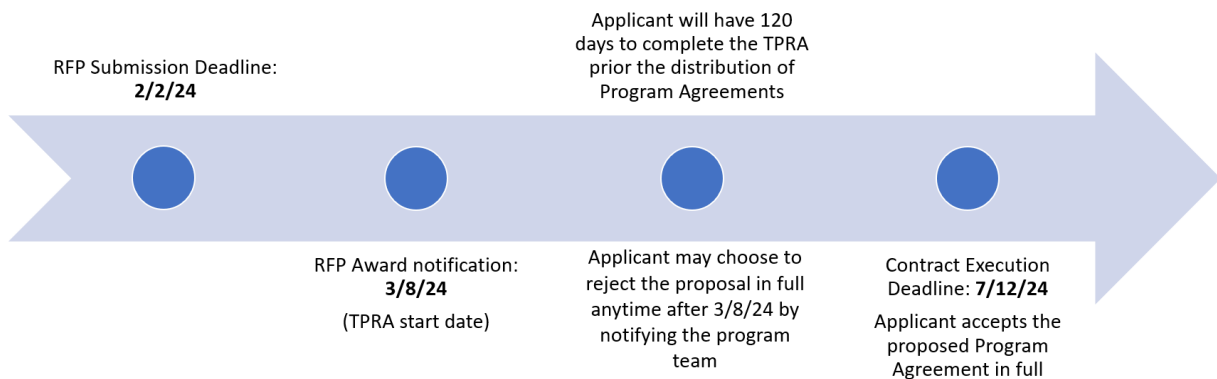 RFP Submission Deadline:
2/2/24
RFP Award notification:
3/8/24
(TPRA start date)
Applicant will have 120
days to complete the TPRA
prior the distribution of
Program Agreements
Applicant may choose to
reject the proposal in full
anytime after 3/8/24 by
notifying the program
team
Contract Execution
Deadline: 7/12/24
Applicant accepts the
proposed Program
Agreement in full